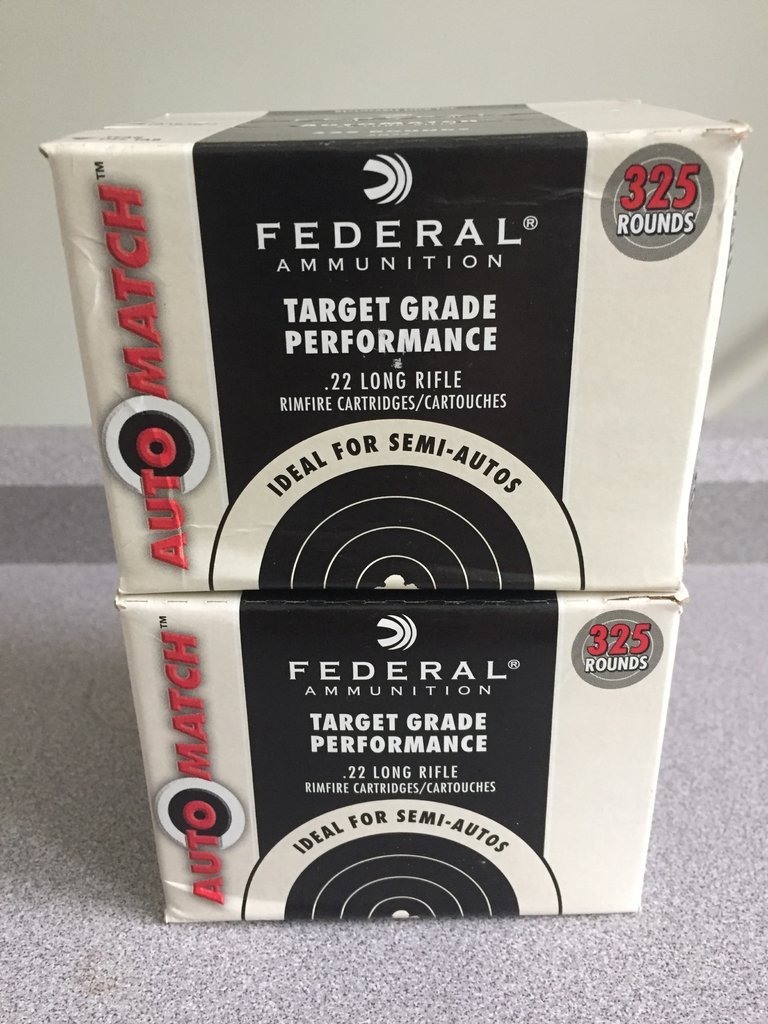 AUTOMATCH™
FEDERAL®
AMMUNITION
TARGET GRADE
PERFORMANCE
.22 LONG RIFLE
RIMFIRE CARTRIDGES/CARTOUCHES
IDEAL FOR SEMI-AUTOS
325
ROUNDS
AUTOMATCH™
FEDERAL®
AMMUNITION
TARGET GRADE
PERFORMANCE
.22 LONG RIFLE
RIMFIRE CARTRIDGES/CARTOUCHES
IDEAL FOR SEMI-AUTOS
325
ROUNDS